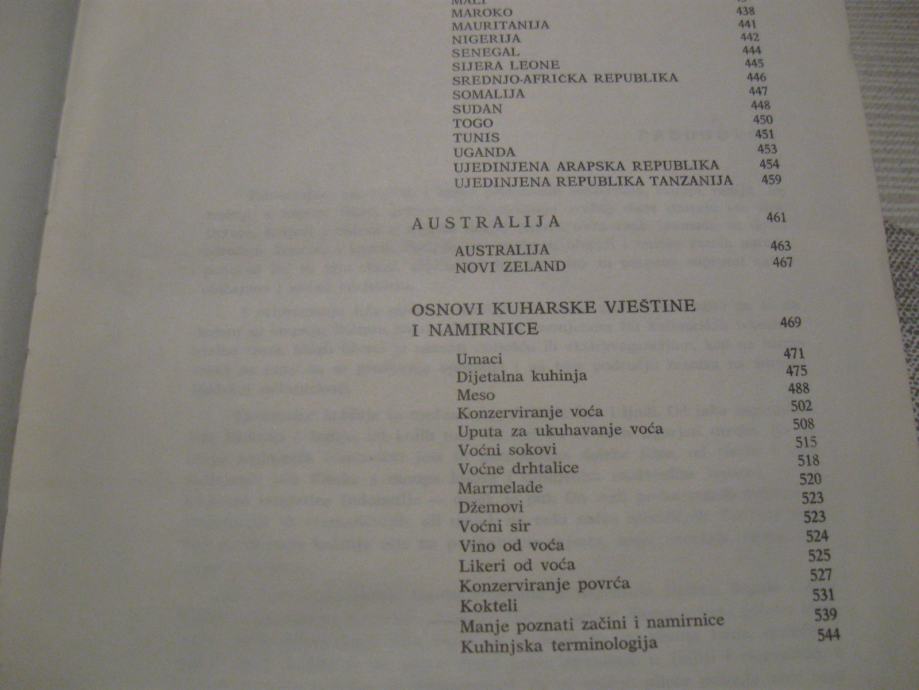 MALI
MAROKO 438
MAURITANIJA 441
NIGERIJA 442
SENEGAL 444
SIJERA LEONE 445
SREDNJO-AFRIČKA REPUBLIKA 446
SOMALIJA 447
SUDAN 448
TOGO 450
TUNIS 451
UGANDA 453
UJEDINJENA ARAPSKA REPUBLIKA 454
UJEDINJENA REPUBLIKA TANZANIJA 459
AUSTRALIJA 461
AUSTRALIJA 463
NOVI ZELAND 467
OSNOVI KUHARSKE VJEŠTINE
I NAMIRNICE 469
Umaci 471
Dijetalna kuhinja 475
Meso 488
Konzerviranje voća 502
Uputa za ukuhavanje voća 508
Voćni sokovi 515
Voćne drhtalice 518
Marmelade 520
Džemovi 523
Voćni sir 523
Vino od voća 524
Likeri od voća 525
Konzerviranje povrća 527
Kokteli 531
Manje poznati začini i namirnice 539
Kuhinjska terminologija 544